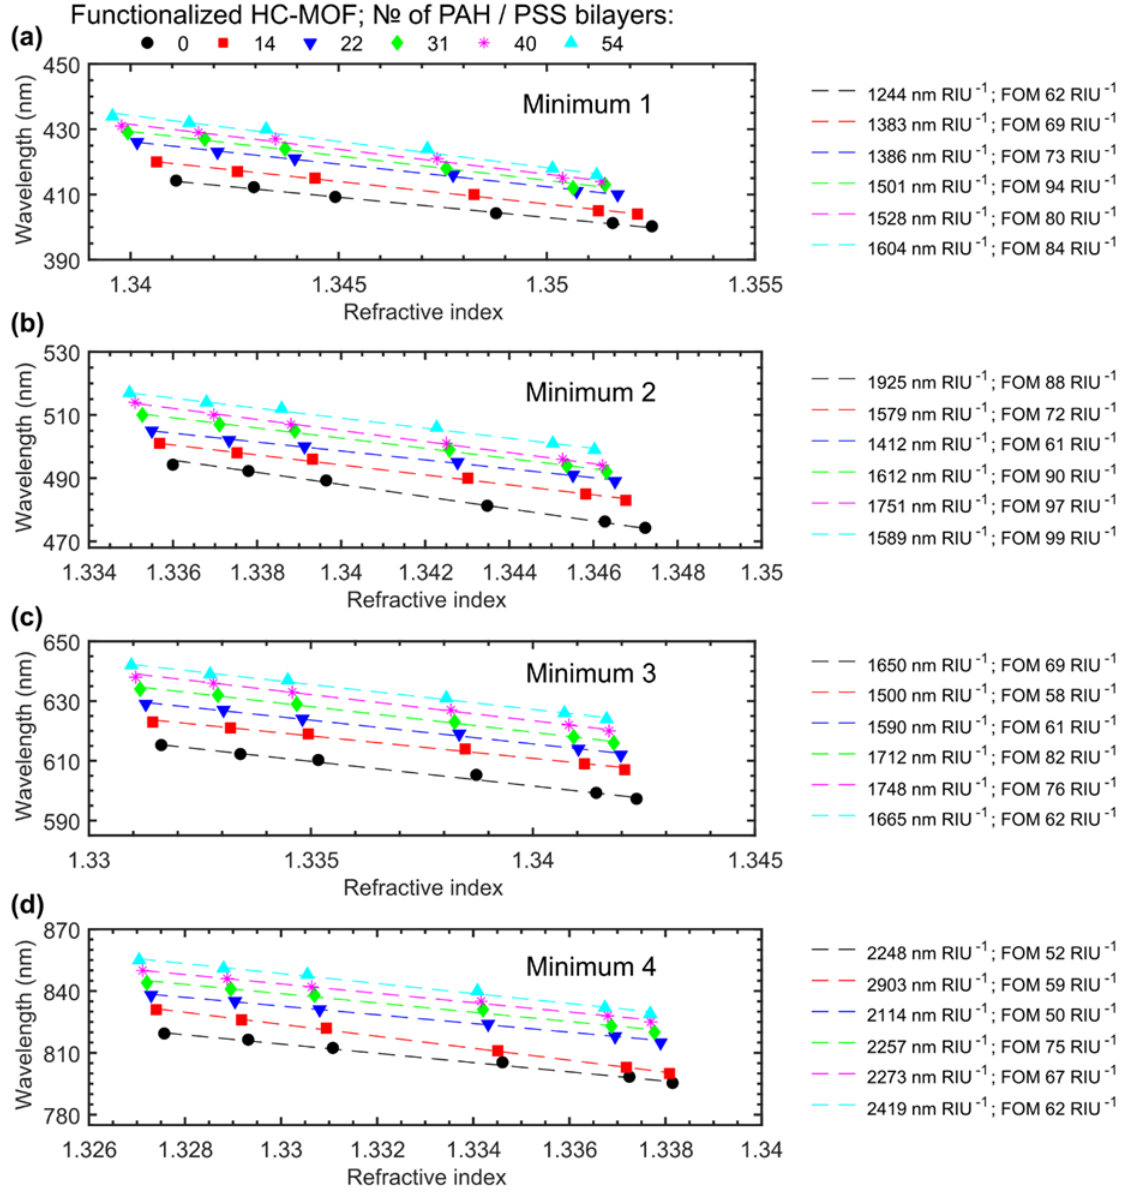 Functionalized HC-MOF; № of PAH / PSS bilayers:
(a)
0 14 22 31 40 54
450
430
410
390
Wavelength (nm)
Minimum 1
1.34 1.345 1.35 1.355
Refractive index
1244 nm RIU⁻¹; FOM 62 RIU⁻¹
1383 nm RIU⁻¹; FOM 69 RIU⁻¹
1386 nm RIU⁻¹; FOM 73 RIU⁻¹
1501 nm RIU⁻¹; FOM 94 RIU⁻¹
1528 nm RIU⁻¹; FOM 80 RIU⁻¹
1604 nm RIU⁻¹; FOM 84 RIU⁻¹
(b)
530
510
490
470
Wavelength (nm)
Minimum 2
1.334 1.336 1.338 1.34 1.342 1.344 1.346 1.348 1.35
Refractive index
1925 nm RIU⁻¹; FOM 88 RIU⁻¹
1579 nm RIU⁻¹; FOM 72 RIU⁻¹
1412 nm RIU⁻¹; FOM 61 RIU⁻¹
1612 nm RIU⁻¹; FOM 90 RIU⁻¹
1751 nm RIU⁻¹; FOM 97 RIU⁻¹
1589 nm RIU⁻¹; FOM 99 RIU⁻¹
(c)
650
630
610
590
Wavelength (nm)
Minimum 3
1.33 1.335 1.34 1.345
Refractive index
1650 nm RIU⁻¹; FOM 69 RIU⁻¹
1500 nm RIU⁻¹; FOM 58 RIU⁻¹
1590 nm RIU⁻¹; FOM 61 RIU⁻¹
1712 nm RIU⁻¹; FOM 82 RIU⁻¹
1748 nm RIU⁻¹; FOM 76 RIU⁻¹
1665 nm RIU⁻¹; FOM 62 RIU⁻¹
(d)
870
840
810
780
Wavelength (nm)
Minimum 4
1.326 1.328 1.33 1.332 1.334 1.336 1.338 1.34
Refractive index
2248 nm RIU⁻¹; FOM 52 RIU⁻¹
2903 nm RIU⁻¹; FOM 59 RIU⁻¹
2114 nm RIU⁻¹; FOM 50 RIU⁻¹
2257 nm RIU⁻¹; FOM 75 RIU⁻¹
2273 nm RIU⁻¹; FOM 67 RIU⁻¹
2419 nm RIU⁻¹; FOM 62 RIU⁻¹